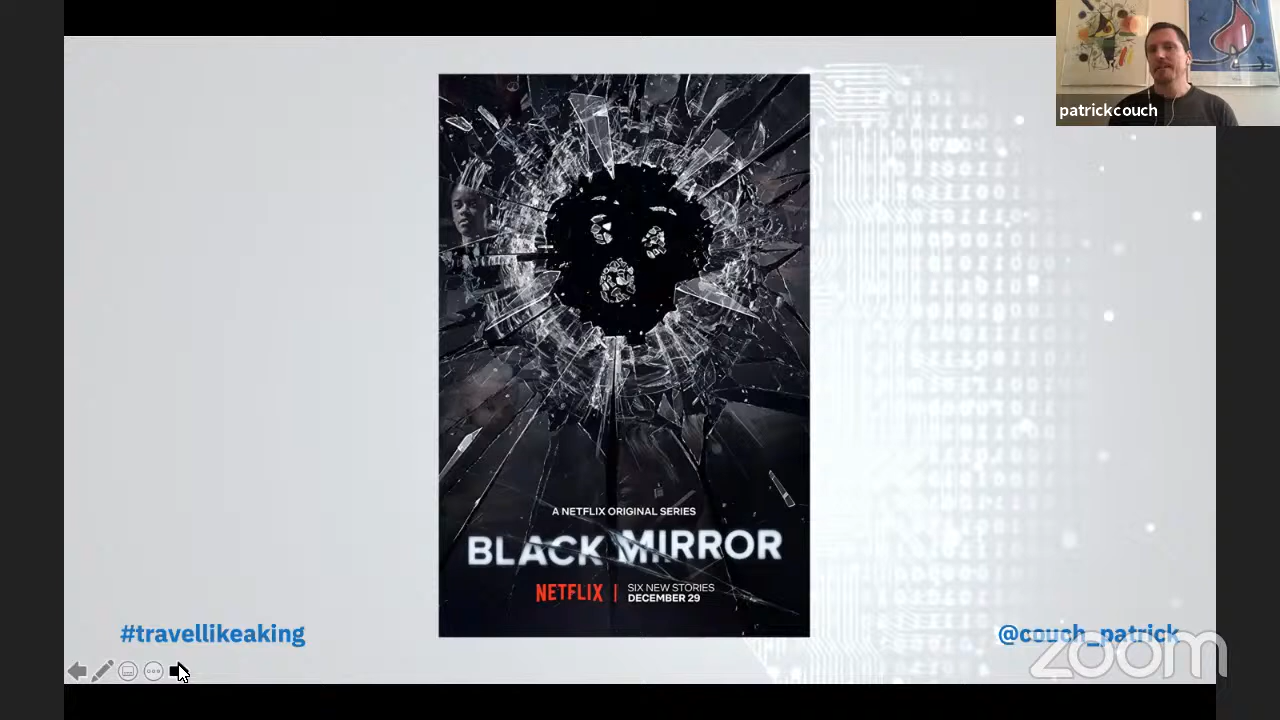 patrickcouch
A NETFLIX ORIGINAL SERIES
BLACK MIRROR
NETFLIX | SIX NEW STORIES
DECEMBER 29
#travellikeaking
@couch_patrick
zoom